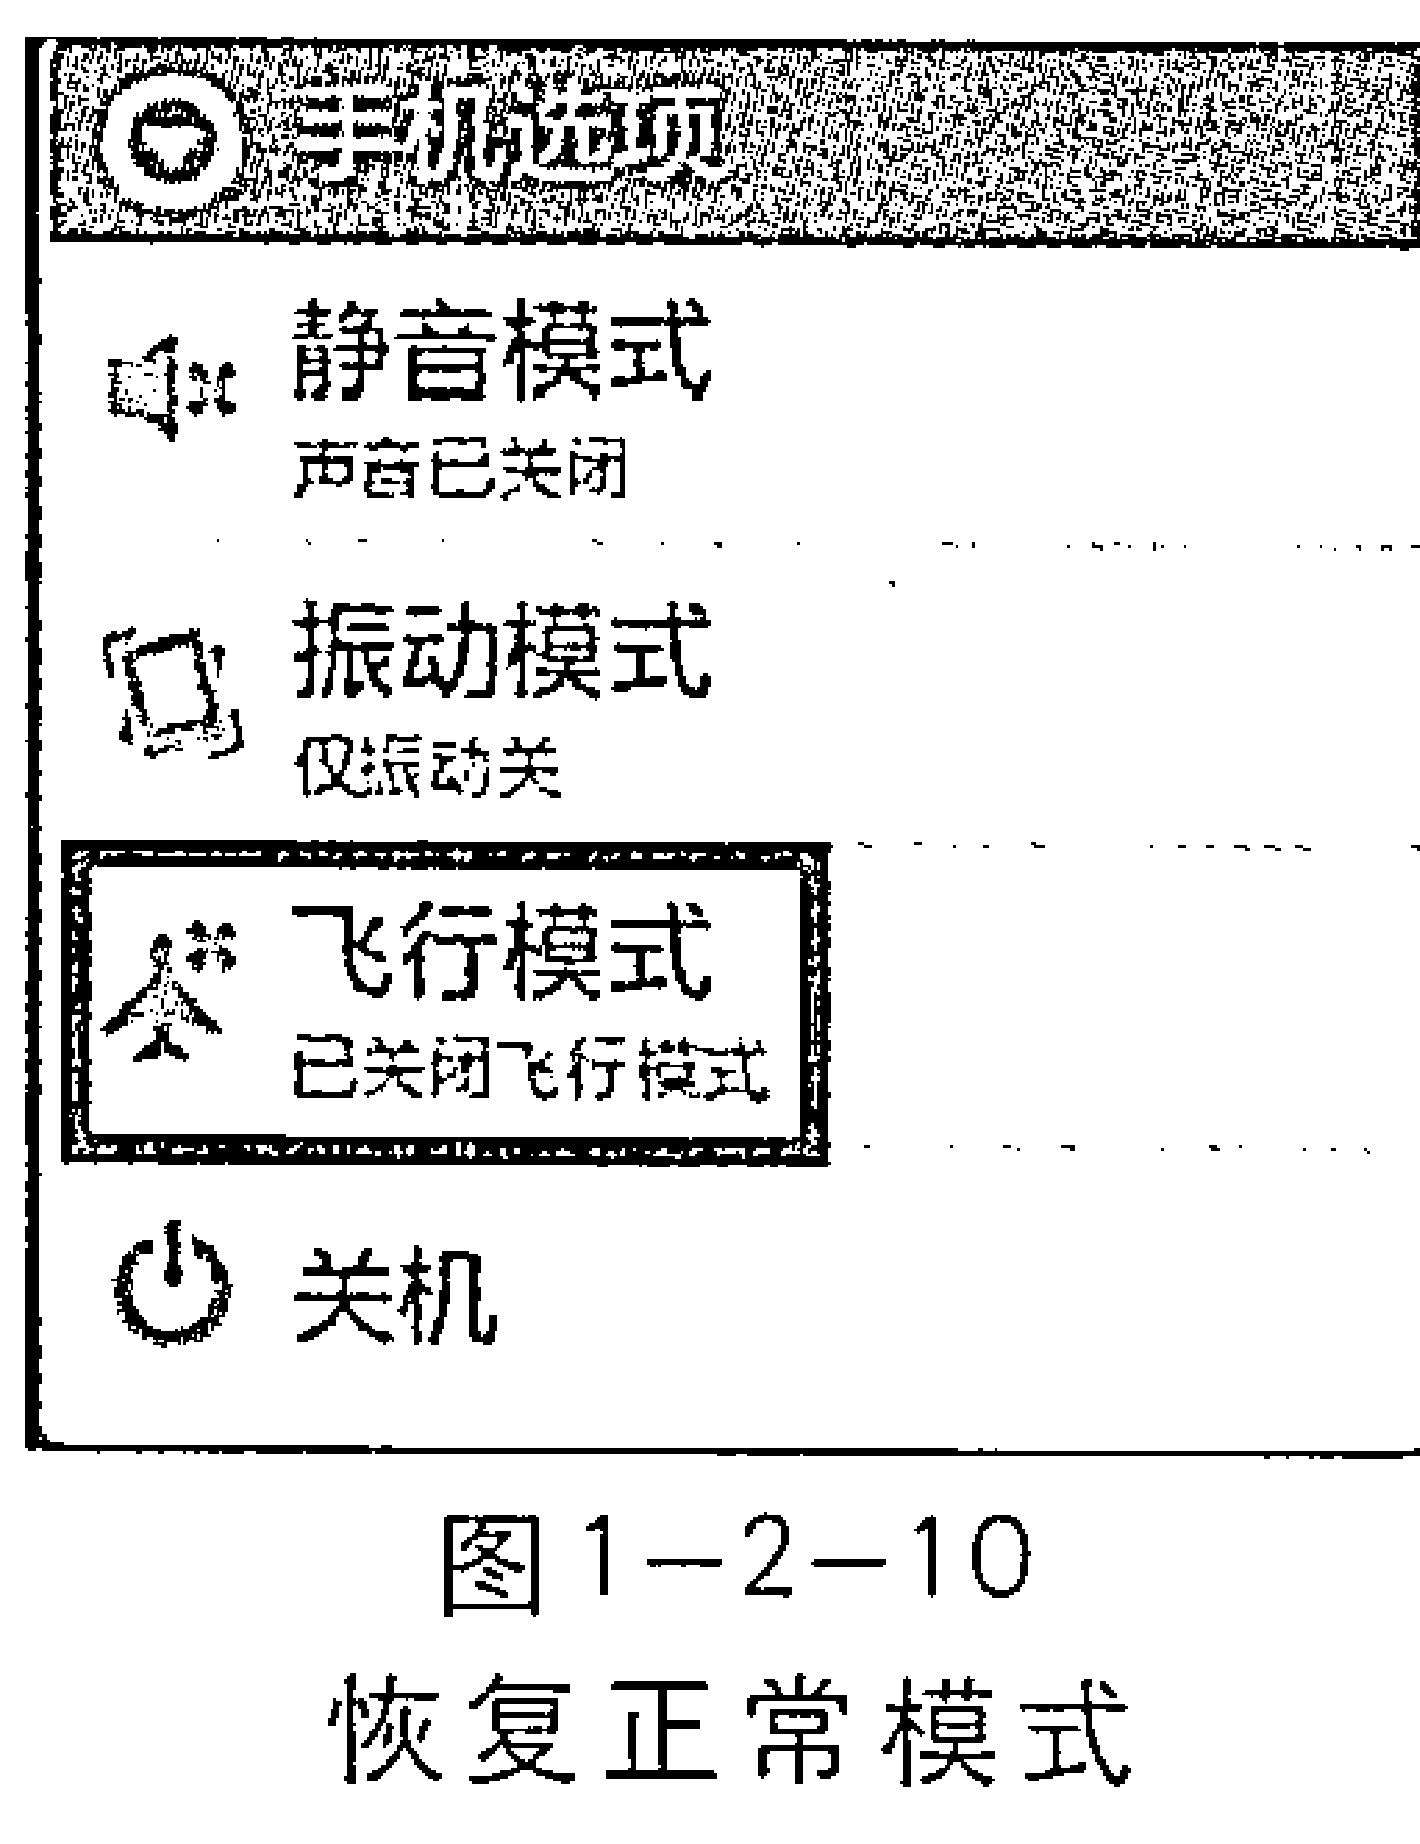 手机选项
静音模式
声音已关闭
振动模式
仅振动关
飞行模式
已关闭飞行模式
关机
图1-2-10
恢复正常模式